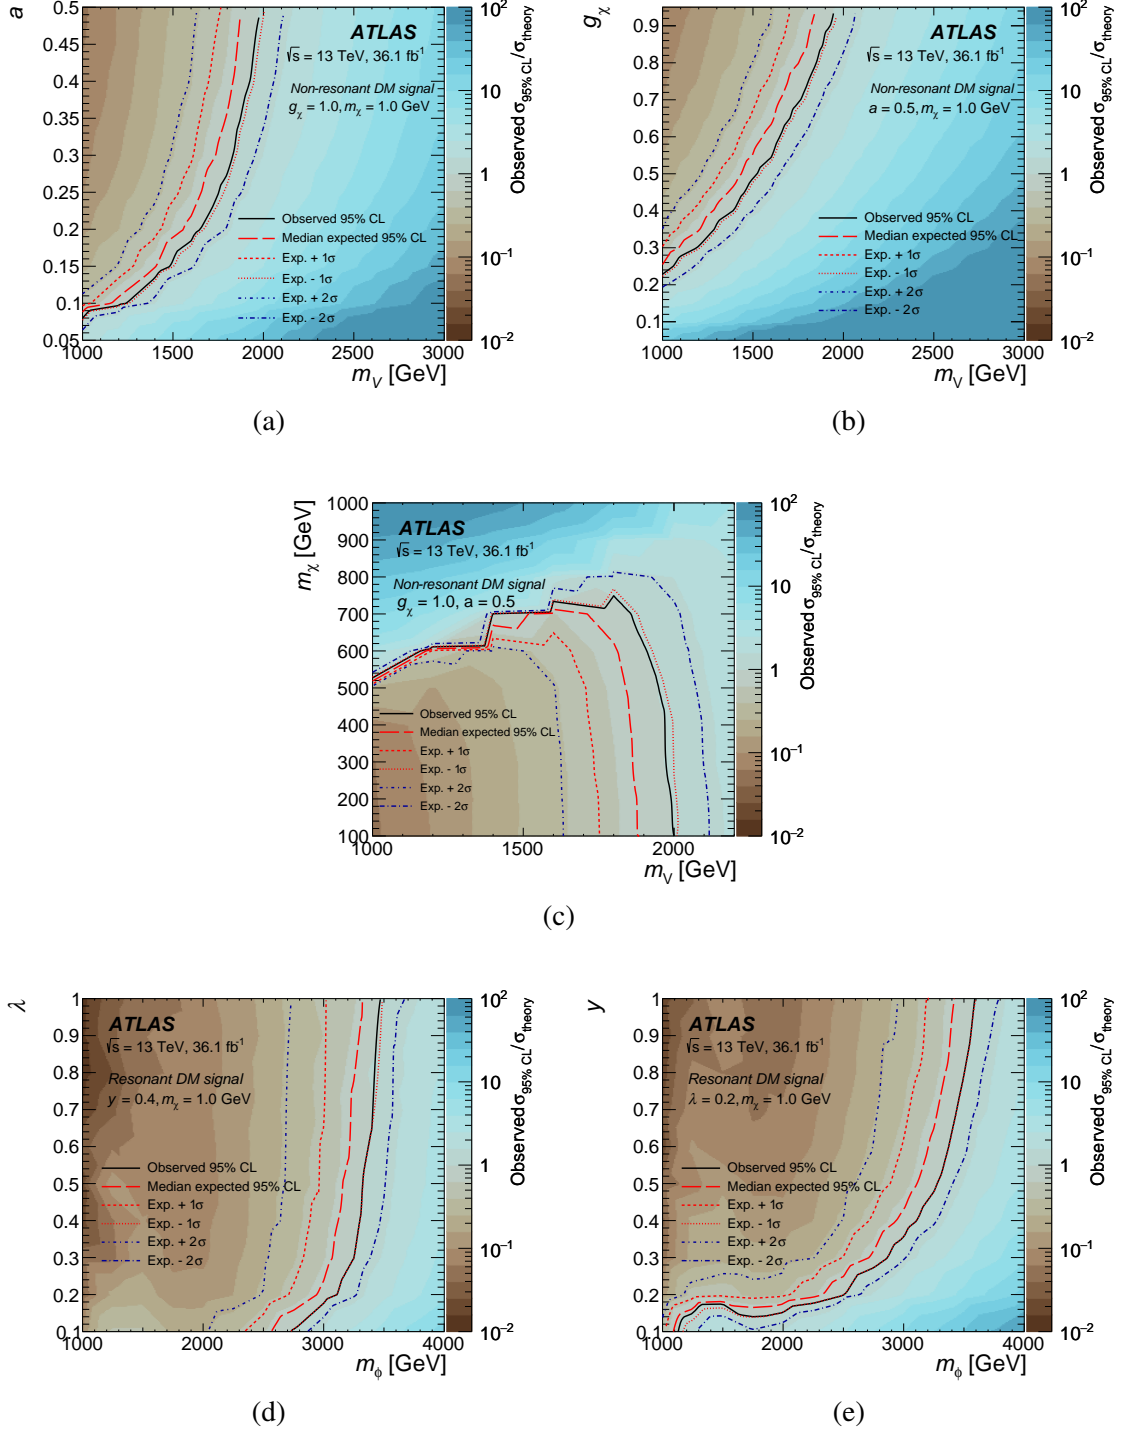 a
0.5
0.45
0.4
0.35
0.3
0.25
0.2
0.15
0.1
0.05
1000 1500 2000 2500 3000
m_V [GeV]
ATLAS
√s = 13 TeV, 36.1 fb⁻¹
Non-resonant DM signal
g_χ = 1.0, m_χ = 1.0 GeV
Observed 95% CL
Median expected 95% CL
Exp. + 1σ
Exp. - 1σ
Exp. + 2σ
Exp. - 2σ
10²
10
1
10⁻¹
10⁻²
Observed σ_95% CL/σ_theory
(a)
g_χ
0.9
0.8
0.7
0.6
0.5
0.4
0.3
0.2
0.1
1000 1500 2000 2500 3000
m_V [GeV]
ATLAS
√s = 13 TeV, 36.1 fb⁻¹
Non-resonant DM signal
a = 0.5, m_χ = 1.0 GeV
Observed 95% CL
Median expected 95% CL
Exp. + 1σ
Exp. - 1σ
Exp. + 2σ
Exp. - 2σ
10²
10
1
10⁻¹
10⁻²
Observed σ_95% CL/σ_theory
(b)
m_χ [GeV]
1000
900
800
700
600
500
400
300
200
100
1000 1500 2000
m_V [GeV]
ATLAS
√s = 13 TeV, 36.1 fb⁻¹
Non-resonant DM signal
g_χ = 1.0, a = 0.5
Observed 95% CL
Median expected 95% CL
Exp. + 1σ
Exp. - 1σ
Exp. + 2σ
Exp. - 2σ
10²
10
1
10⁻¹
10⁻²
Observed σ_95% CL/σ_theory
(c)
λ
1
0.9
0.8
0.7
0.6
0.5
0.4
0.3
0.2
0.1
1000 2000 3000 4000
m_ϕ [GeV]
ATLAS
√s = 13 TeV, 36.1 fb⁻¹
Resonant DM signal
y = 0.4, m_χ = 1.0 GeV
Observed 95% CL
Median expected 95% CL
Exp. + 1σ
Exp. - 1σ
Exp. + 2σ
Exp. - 2σ
10²
10
1
10⁻¹
10⁻²
Observed σ_95% CL/σ_theory
(d)
y
1
0.9
0.8
0.7
0.6
0.5
0.4
0.3
0.2
0.1
1000 2000 3000 4000
m_ϕ [GeV]
ATLAS
√s = 13 TeV, 36.1 fb⁻¹
Resonant DM signal
λ = 0.2, m_χ = 1.0 GeV
Observed 95% CL
Median expected 95% CL
Exp. + 1σ
Exp. - 1σ
Exp. + 2σ
Exp. - 2σ
10²
10
1
10⁻¹
10⁻²
Observed σ_95% CL/σ_theory
(e)